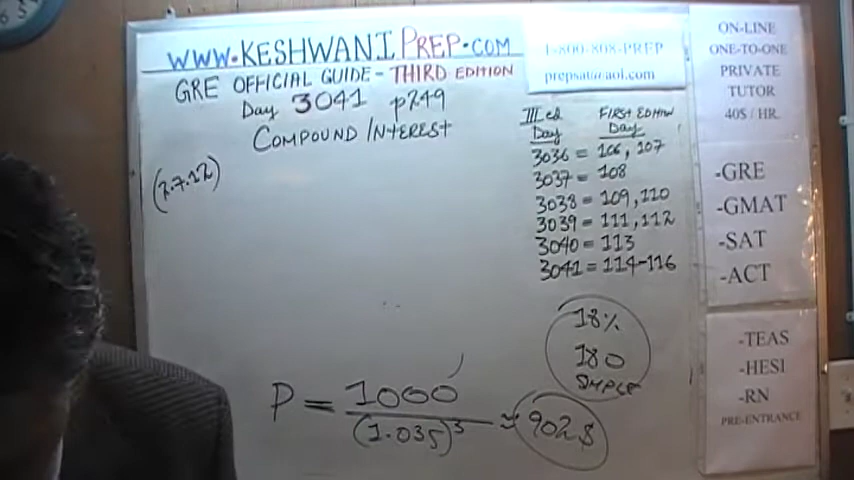 WWW.KESHWANIPREP.COM
GRE OFFICIAL GUIDE - THIRD EDITION
Day 3041 p249
COMPOUND INTEREST
(7.7.12)
1-800-808-PREP
prepsat@aol.com
III ed FIRST EDITION
Day Day
3036 = 106, 107
3037 = 108
3038 = 109, 110
3039 = 111, 112
3040 = 113
3041 = 114-116
18%
180
SIMPLE
P = 1000 / (1.035)^3 ≈ 902$
ON-LINE
ONE-TO-ONE
PRIVATE
TUTOR
40$ / HR.
-GRE
-GMAT
-SAT
-ACT
-TEAS
-HESI
-RN
PRE-ENTRANCE